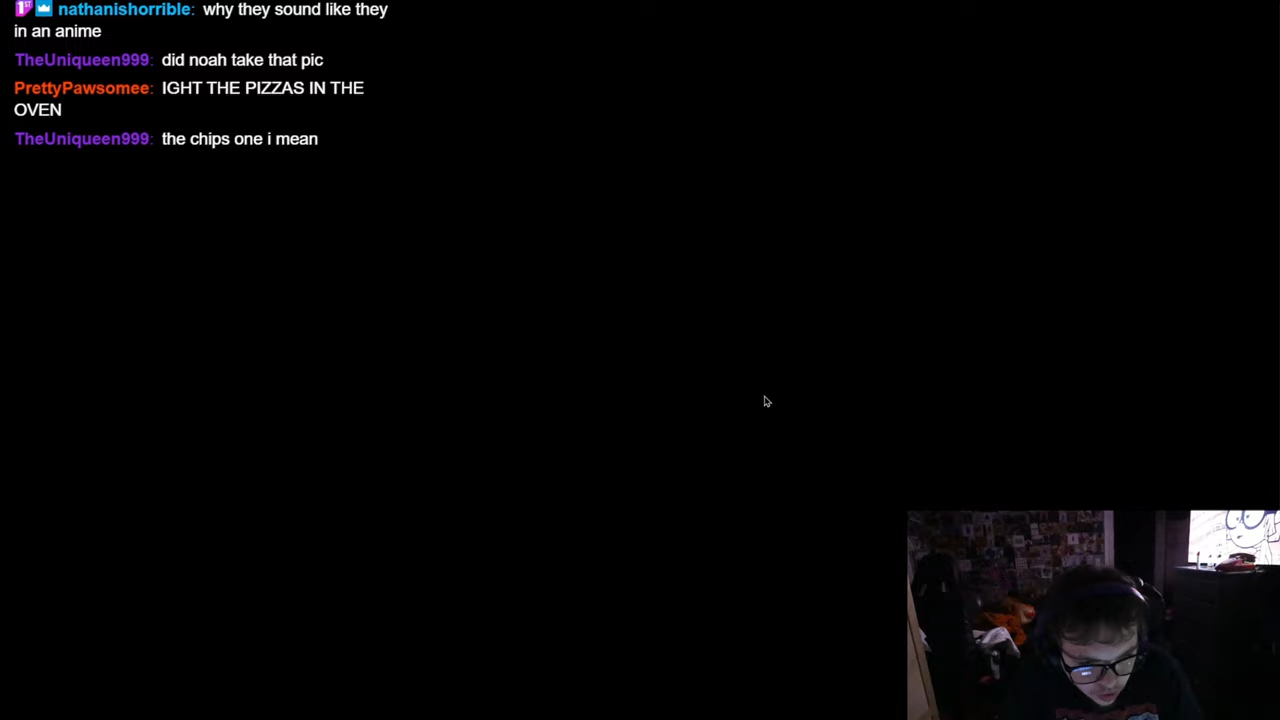 nathanishorrible: why they sound like they
in an anime
TheUniqueen999: did noah take that pic
PrettyPawsomee: IGHT THE PIZZAS IN THE
OVEN
TheUniqueen999: the chips one i mean